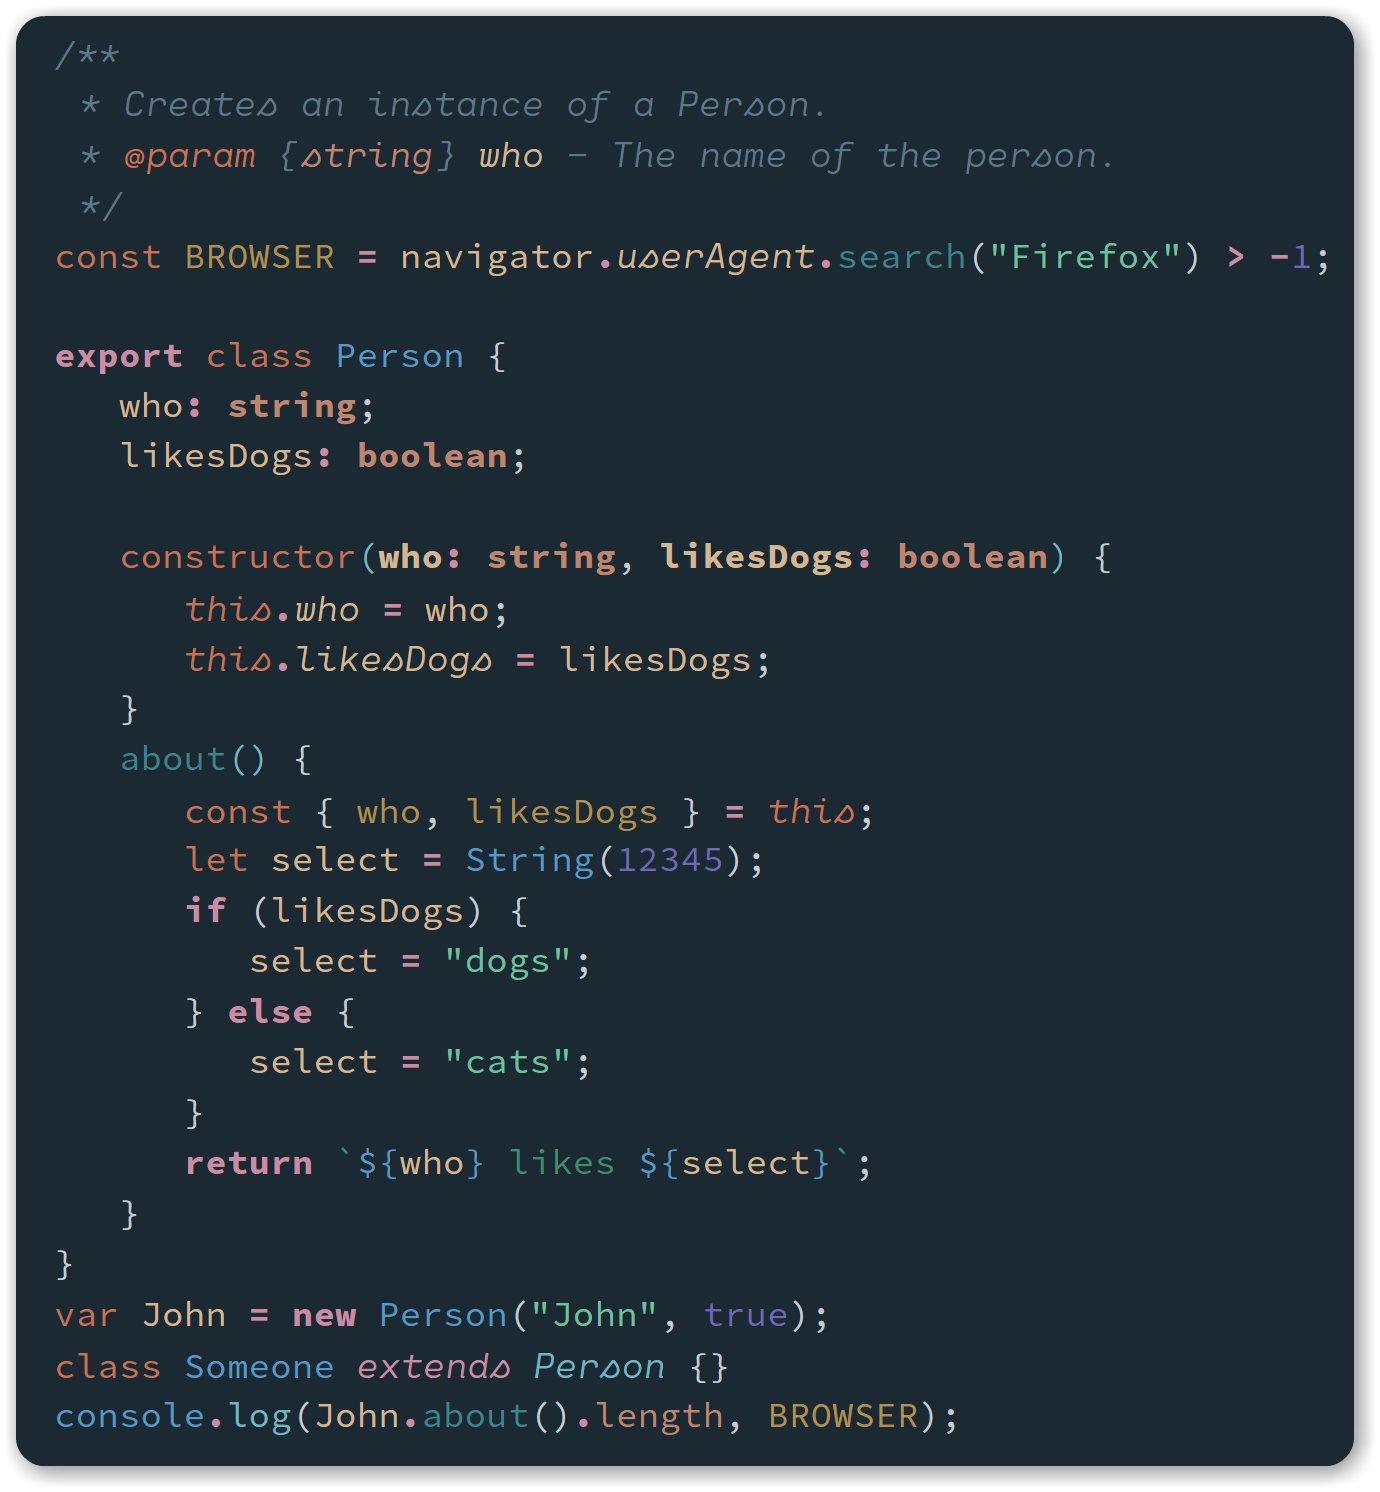 /**
 * Creates an instance of a Person.
 * @param {string} who - The name of the person.
 */
const BROWSER = navigator.userAgent.search("Firefox") > -1;

export class Person {
   who: string;
   likesDogs: boolean;

   constructor(who: string, likesDogs: boolean) {
      this.who = who;
      this.likesDogs = likesDogs;
   }
   about() {
      const { who, likesDogs } = this;
      let select = String(12345);
      if (likesDogs) {
         select = "dogs";
      } else {
         select = "cats";
      }
      return `${who} likes ${select}`;
   }
}
var John = new Person("John", true);
class Someone extends Person {}
console.log(John.about().length, BROWSER);